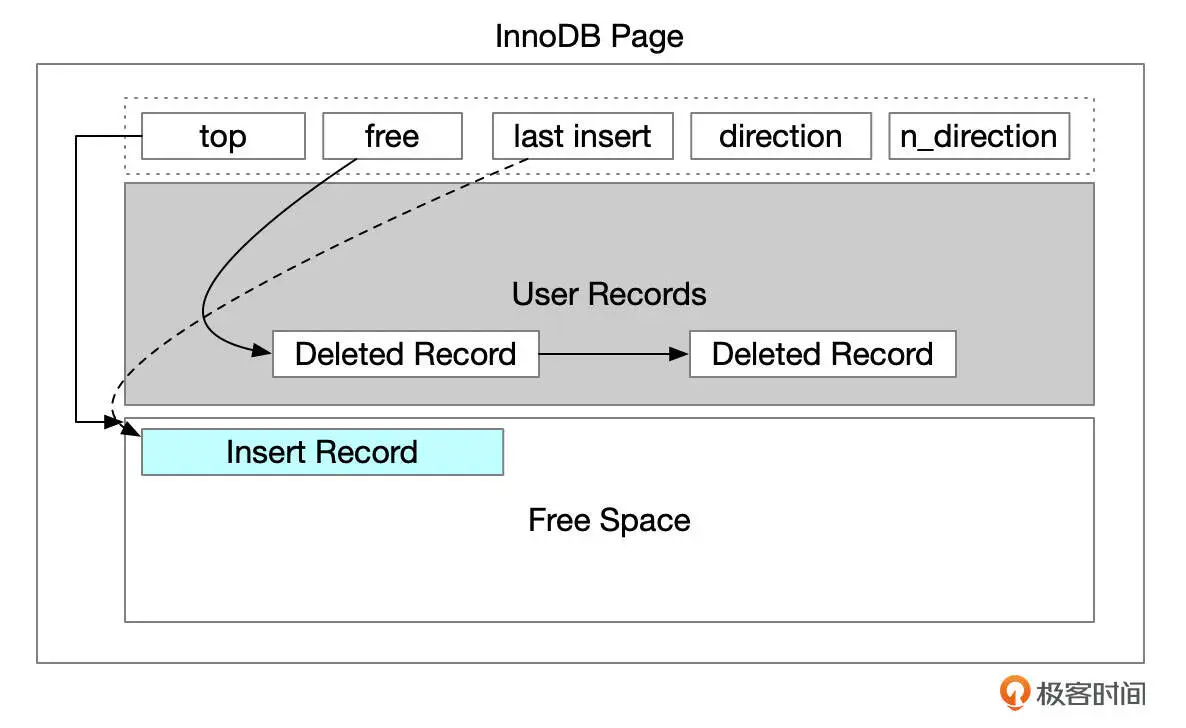 InnoDB Page
top
free
last insert
direction
n_direction
User Records
Deleted Record
Deleted Record
Insert Record
Free Space
极客时间